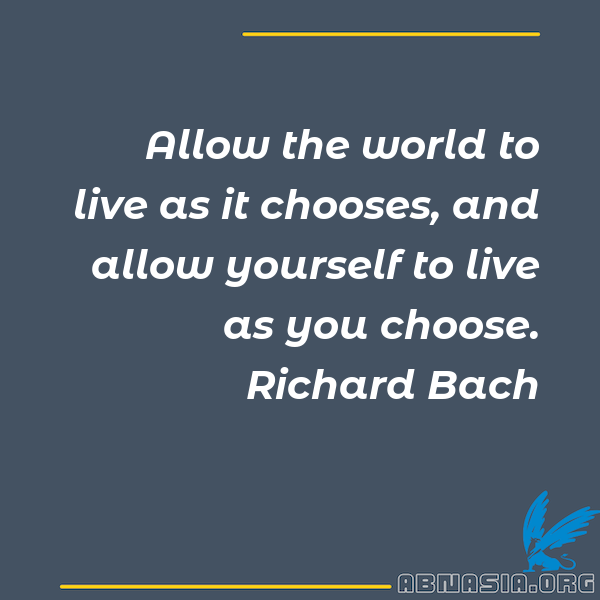 Allow the world to
live as it chooses, and
allow yourself to live
as you choose.
Richard Bach
ABNASIA.ORG